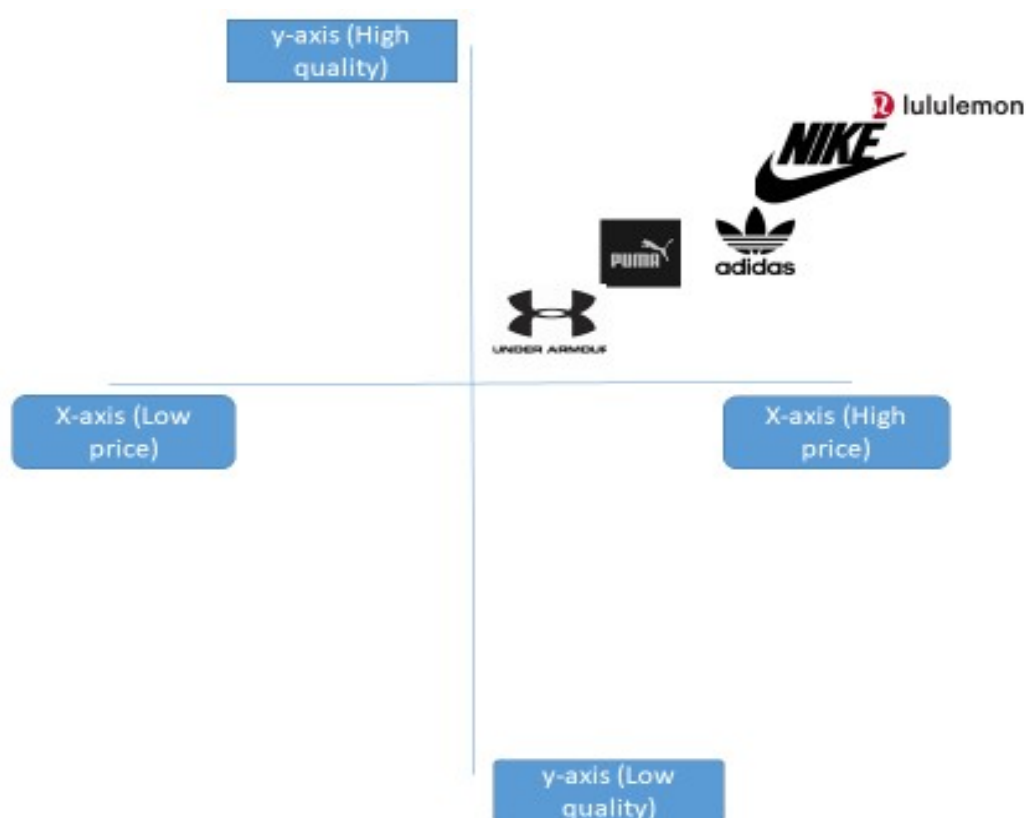 y-axis (High
quality)
lululemon
NIKE
PUMA
adidas
UNDER ARMOUR
X-axis (Low
price)
X-axis (High
price)
y-axis (Low
quality)